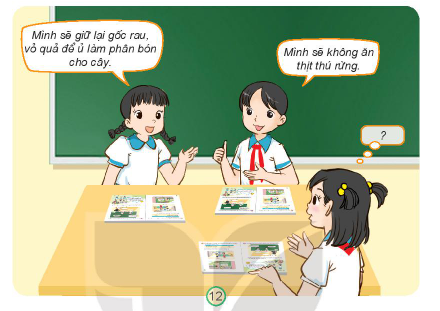 Mình sẽ giữ lại gốc rau,
vỏ quả để ủ làm phân bón
cho cây.
Mình sẽ không ăn
thịt thú rừng.
?
12